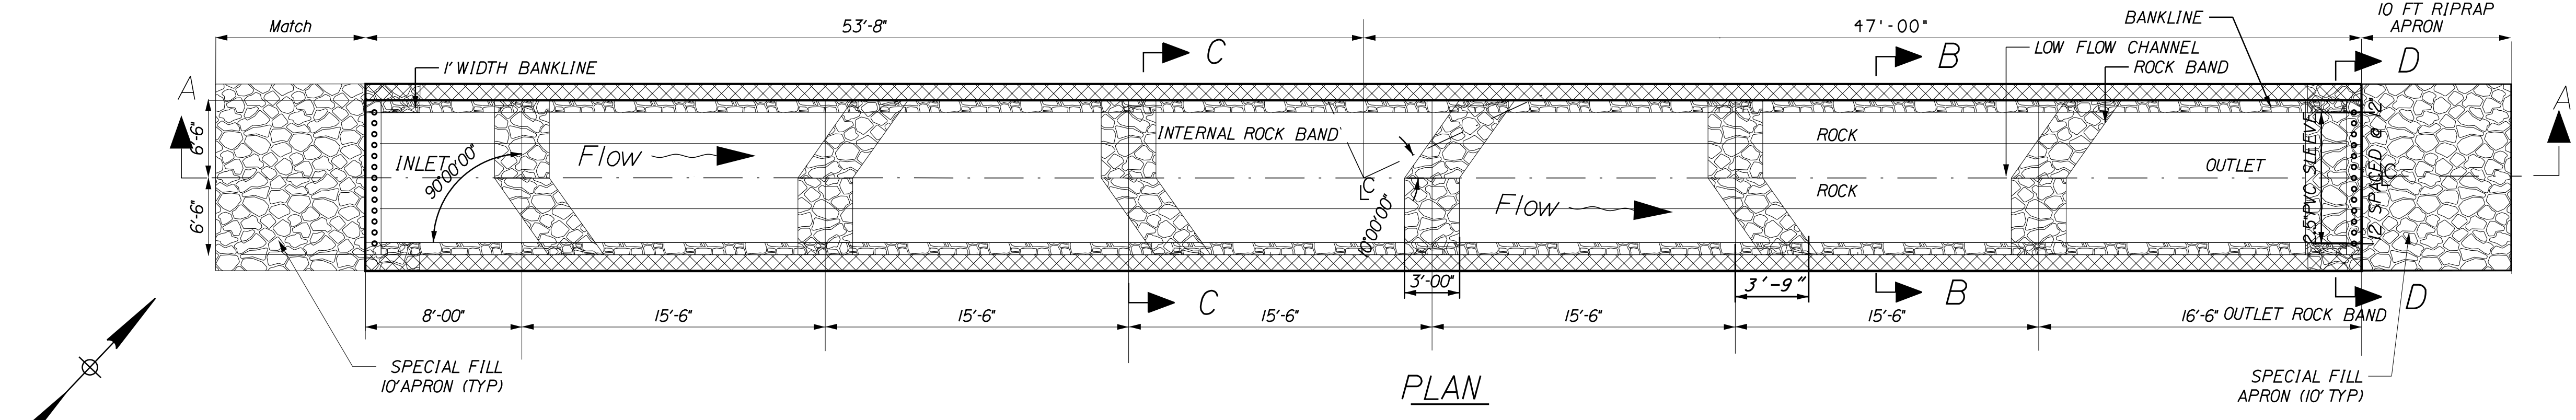 Match
53'-8"
47'-00"
10 FT RIPRAP
APRON
BANKLINE
C
B
LOW FLOW CHANNEL
ROCK BAND
D
1' WIDTH BANKLINE
A
A
6'-6"
6'-6"
INLET
90°00'00"
Flow
INTERNAL ROCK BAND
C
L
10°00'00"
Flow
ROCK
ROCK
OUTLET
2.5" PVC SLEEVE
12 SPACED @ 12"
C
L
3'-00"
3'-9"
C
B
D
8'-00"
15'-6"
15'-6"
15'-6"
15'-6"
15'-6"
16'-6"
OUTLET ROCK BAND
SPECIAL FILL
10' APRON (TYP)
PLAN
SPECIAL FILL
APRON (10' TYP)